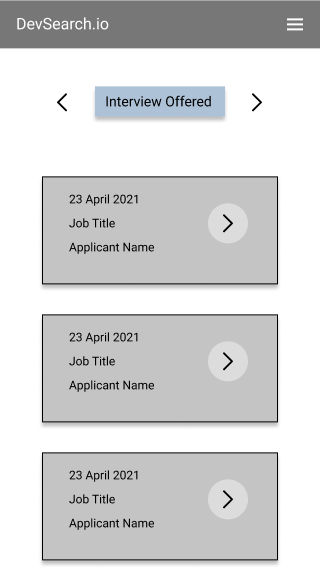 DevSearch.io
Interview Offered
23 April 2021
Job Title
Applicant Name
23 April 2021
Job Title
Applicant Name
23 April 2021
Job Title
Applicant Name